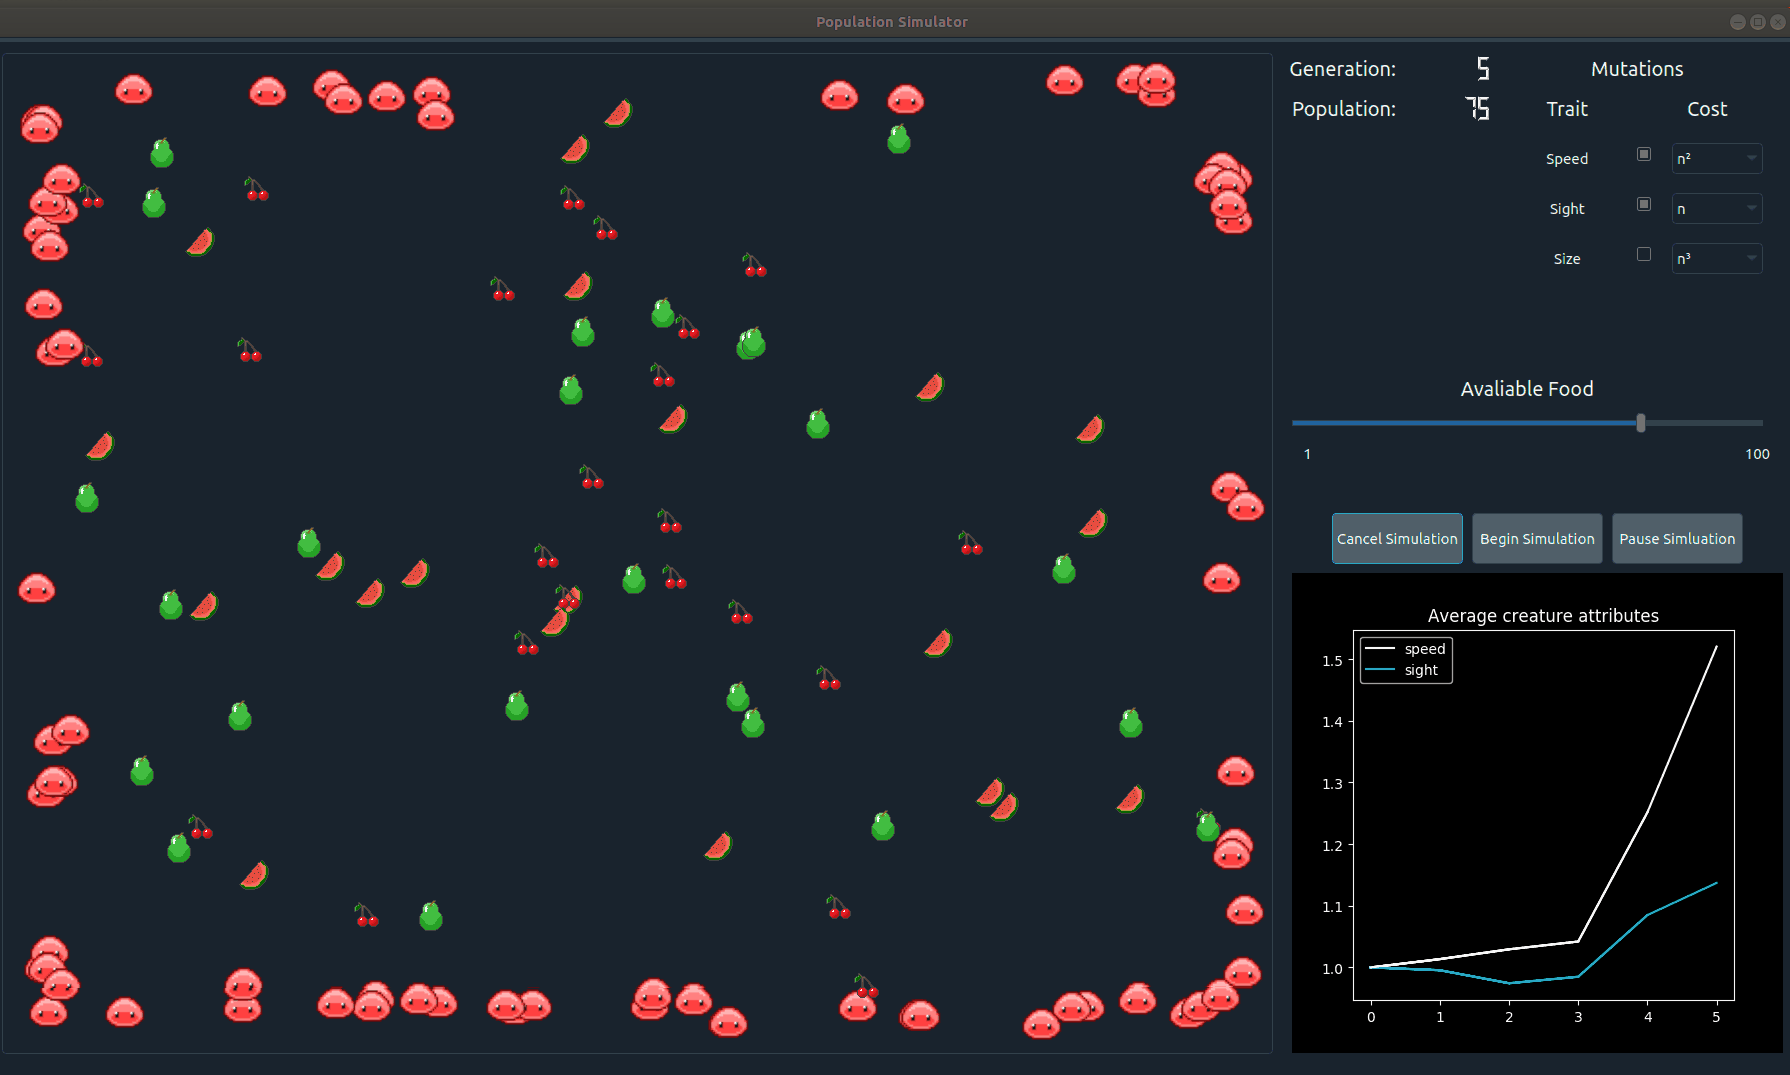 Population Simulator
Generation: 5 Mutations
Population: 75 Trait Cost
Speed n²
Sight n
Size n³
Avaliable Food
1 100
Cancel Simulation Begin Simulation Pause Simluation
Average creature attributes
speed
sight
1.5
1.4
1.3
1.2
1.1
1.0
0 1 2 3 4 5